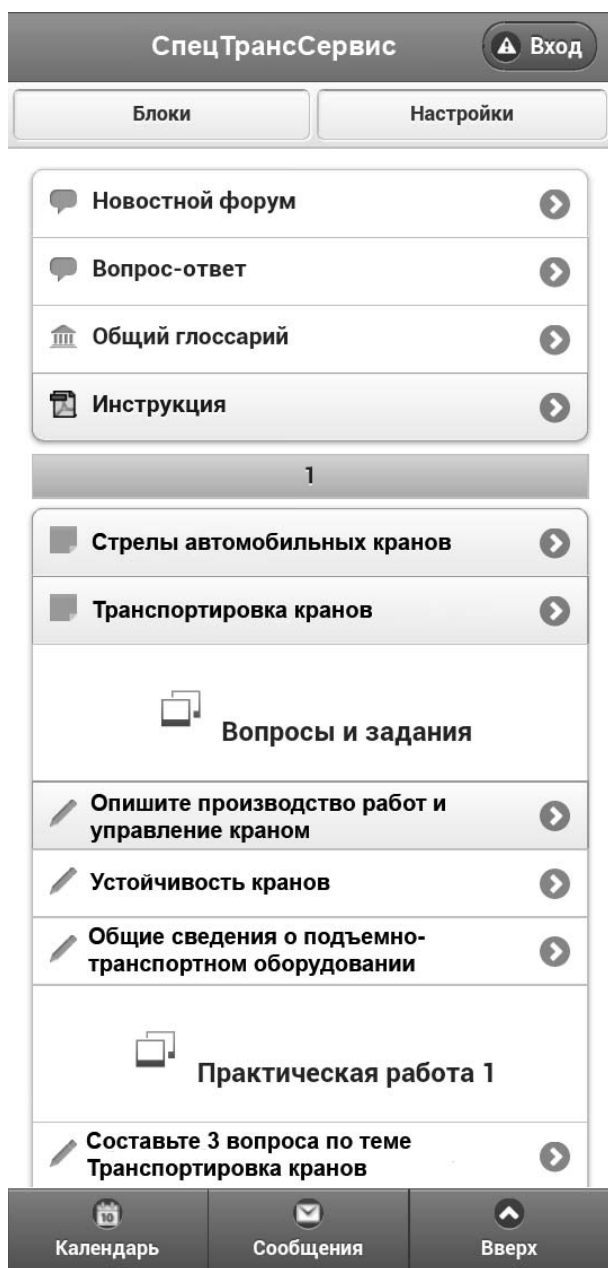 СпецТрансСервис
Вход
Блоки
Настройки
Новостной форум
Вопрос-ответ
Общий глоссарий
Инструкция
1
Стрелы автомобильных кранов
Транспортировка кранов
Вопросы и задания
Опишите производство работ и
управление краном
Устойчивость кранов
Общие сведения о подъемно-
транспортном оборудовании
Практическая работа 1
Составьте 3 вопроса по теме
Транспортировка кранов
10
Календарь
Сообщения
Вверх